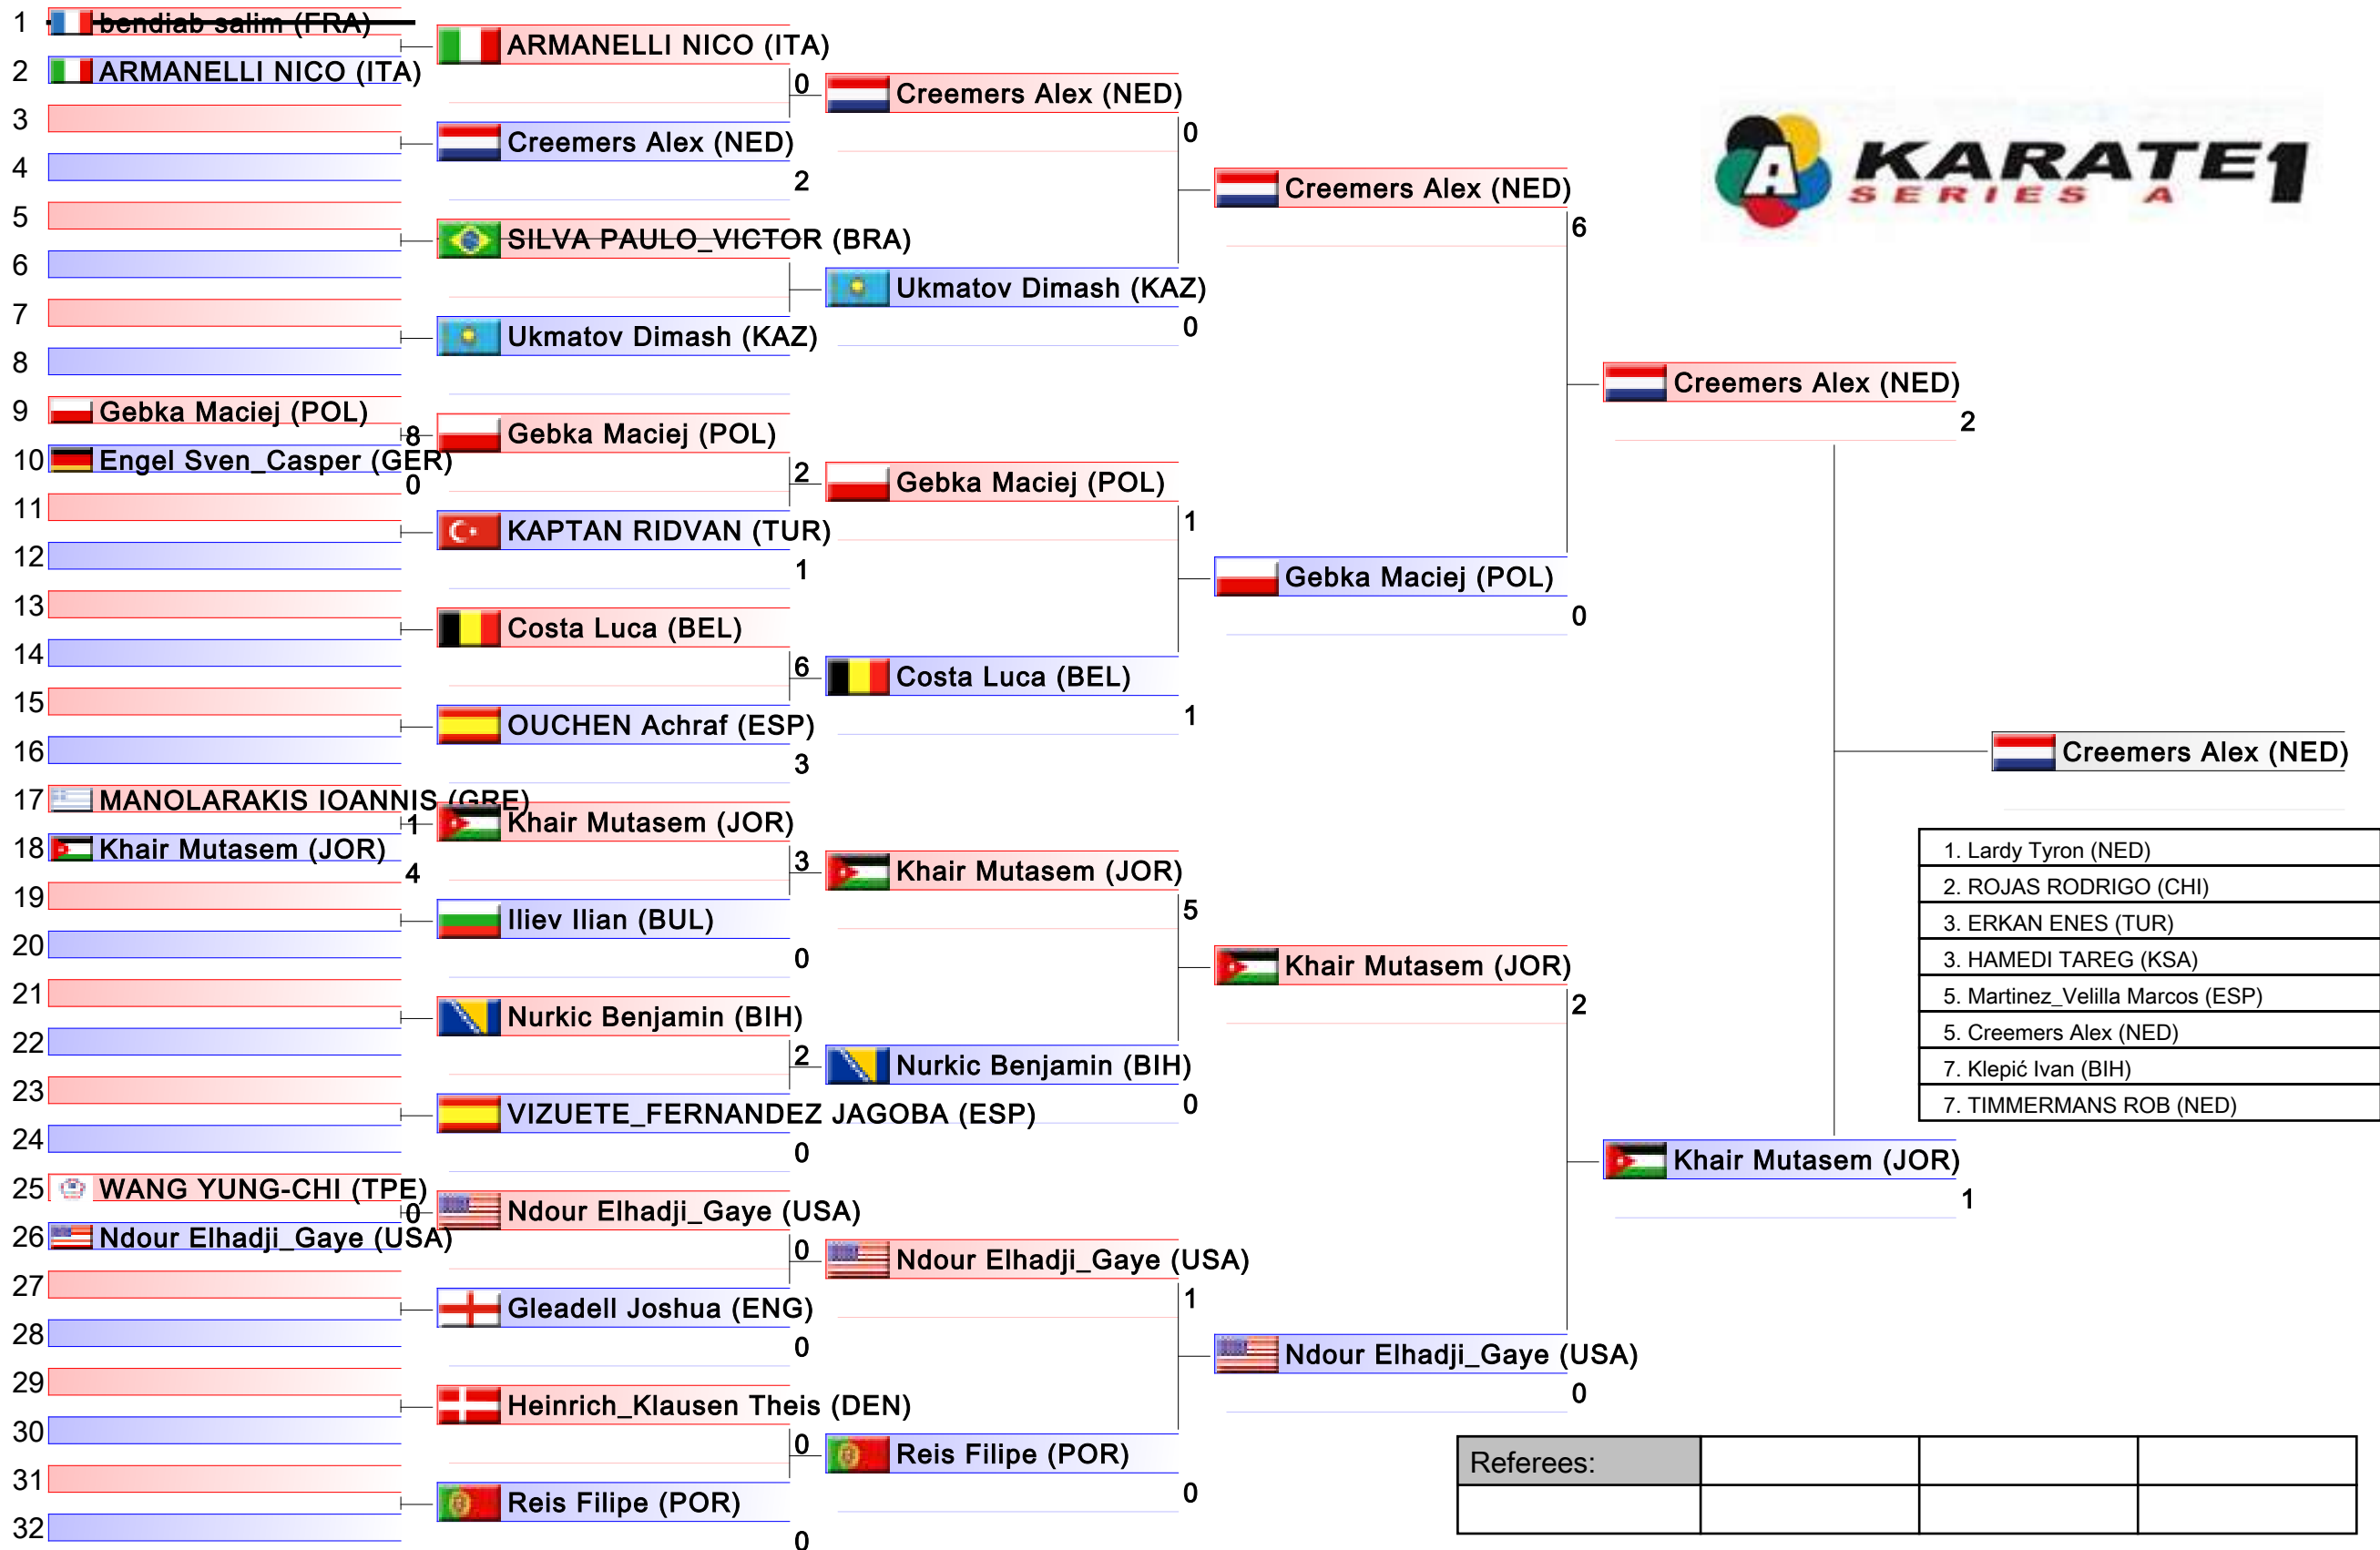 1 bendiab salim (FRA)
2 ARMANELLI NICO (ITA)
3
4
5
6
7
8
9 Gebka Maciej (POL)
8
10 Engel Sven_Casper (GER)
0
11
12
13
14
15
16
17 MANOLARAKIS IOANNIS (GRE)
1
18 Khair Mutasem (JOR)
4
19
20
21
22
23
24
25 WANG YUNG-CHI (TPE)
0
26 Ndour Elhadji_Gaye (USA)
27
28
29
30
31
32
ARMANELLI NICO (ITA)
0
Creemers Alex (NED)
2
SILVA PAULO_VICTOR (BRA)
Ukmatov Dimash (KAZ)
Gebka Maciej (POL)
2
KAPTAN RIDVAN (TUR)
1
Costa Luca (BEL)
6
OUCHEN Achraf (ESP)
3
Khair Mutasem (JOR)
3
Iliev Ilian (BUL)
0
Nurkic Benjamin (BIH)
2
VIZUETE_FERNANDEZ JAGOBA (ESP)
0
Ndour Elhadji_Gaye (USA)
0
Gleadell Joshua (ENG)
0
Heinrich_Klausen Theis (DEN)
0
Reis Filipe (POR)
0
Creemers Alex (NED)
0
Ukmatov Dimash (KAZ)
0
Gebka Maciej (POL)
1
Costa Luca (BEL)
1
Khair Mutasem (JOR)
5
Nurkic Benjamin (BIH)
0
Ndour Elhadji_Gaye (USA)
1
Reis Filipe (POR)
0
Creemers Alex (NED)
6
Gebka Maciej (POL)
0
Khair Mutasem (JOR)
2
Ndour Elhadji_Gaye (USA)
0
Creemers Alex (NED)
2
Khair Mutasem (JOR)
1
Creemers Alex (NED)
A KARATE1
SERIES A
1. Lardy Tyron (NED)
2. ROJAS RODRIGO (CHI)
3. ERKAN ENES (TUR)
3. HAMEDI TAREG (KSA)
5. Martinez_Velilla Marcos (ESP)
5. Creemers Alex (NED)
7. Klepić Ivan (BIH)
7. TIMMERMANS ROB (NED)
Referees: